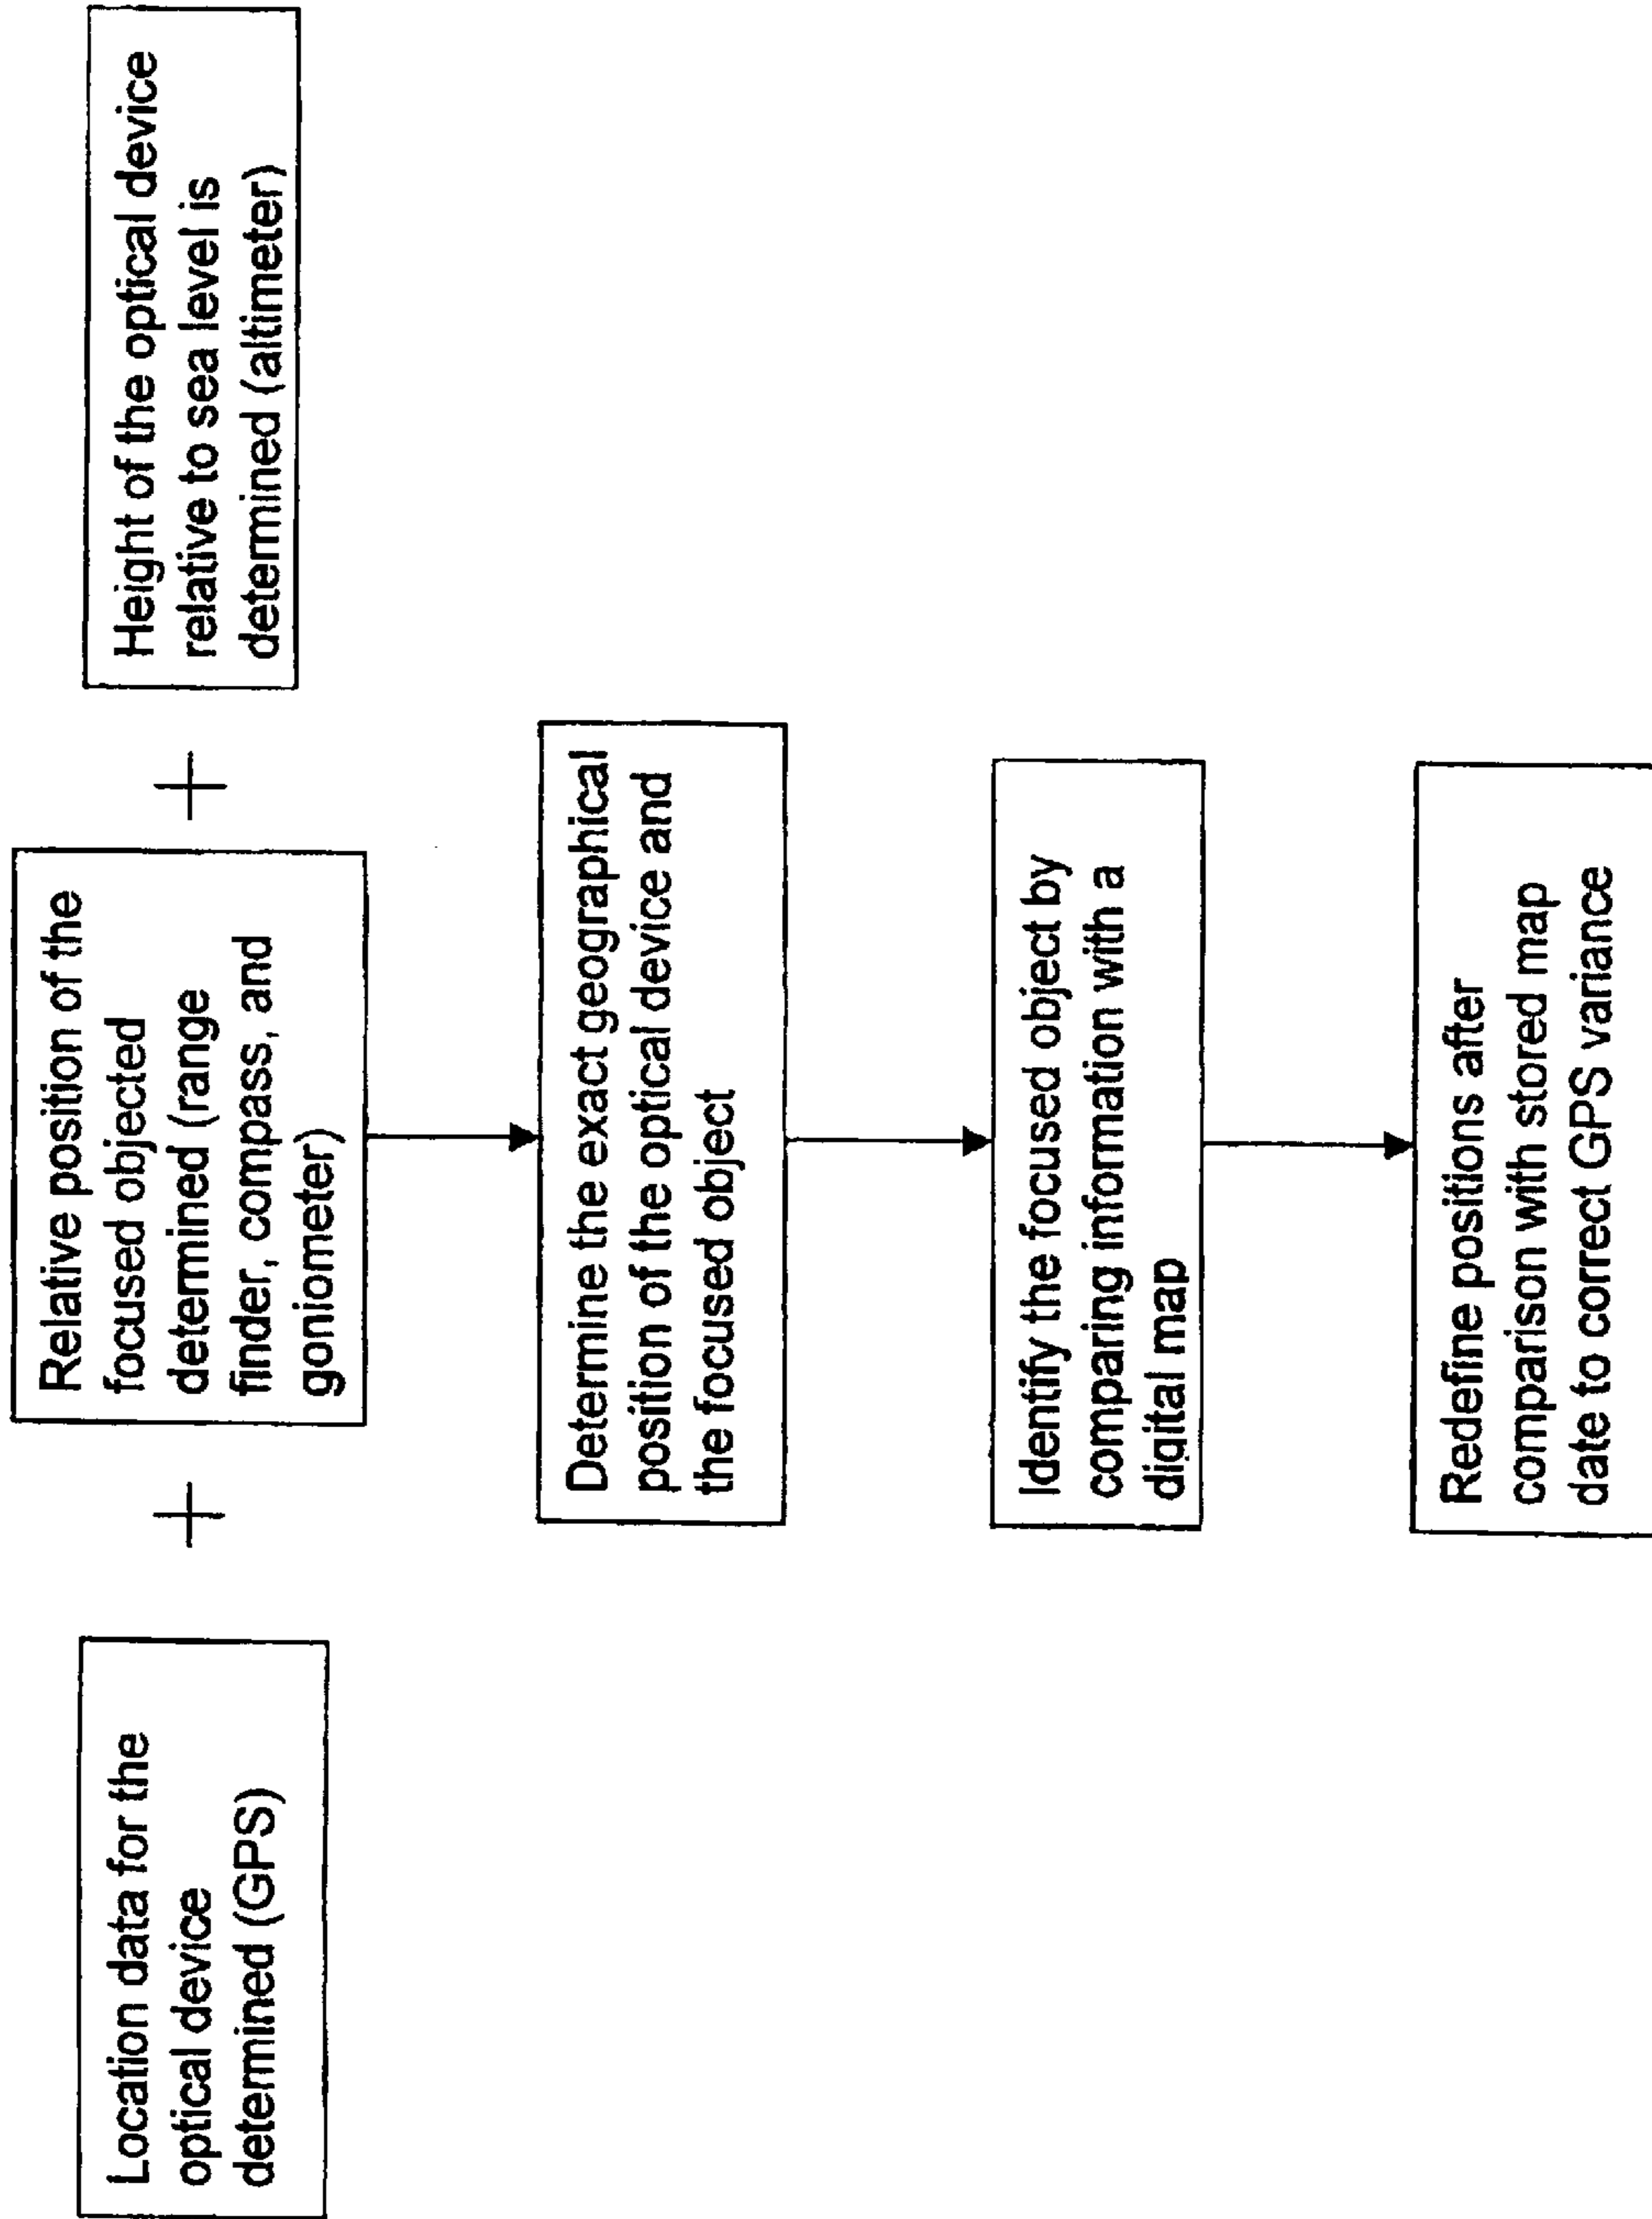 Location data for the
optical device
determined (GPS)
+
Relative position of the
focused objected
determined (range
finder, compass, and
goniometer)
+
Height of the optical device
relative to sea level is
determined (altimeter)
Determine the exact geographical
position of the optical device and
the focused object
Identify the focused object by
comparing information with a
digital map
Redefine positions after
comparison with stored map
date to correct GPS variance